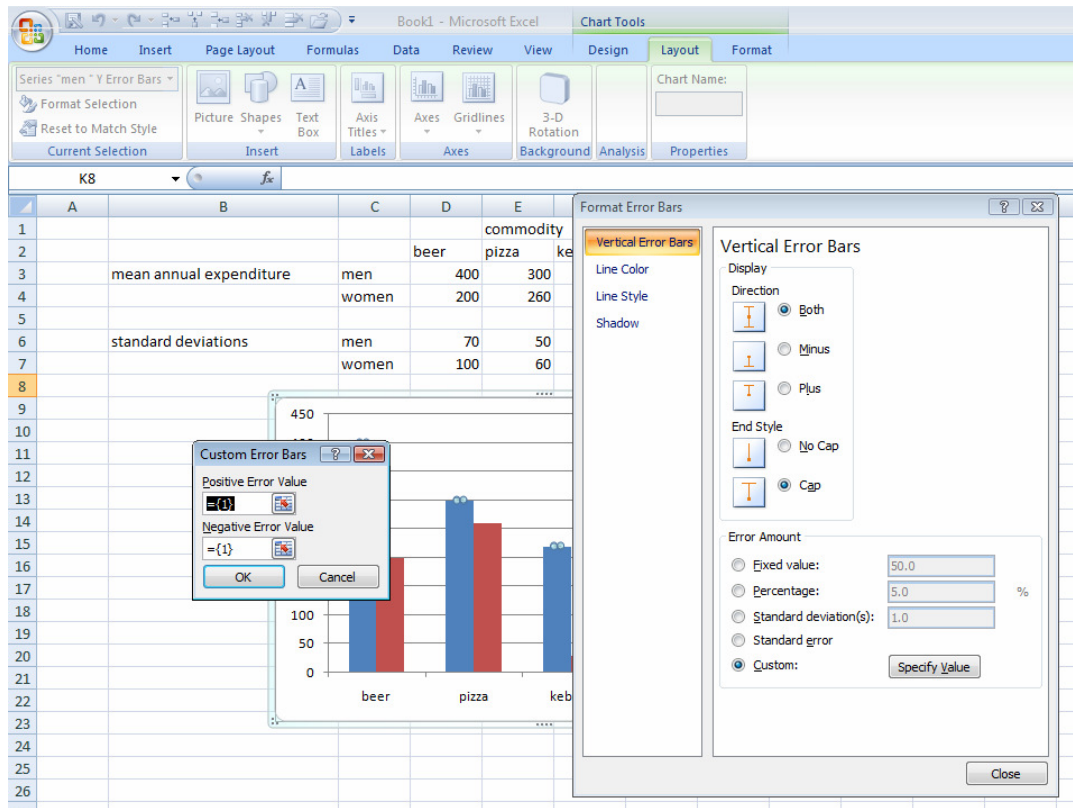 Book1 - Microsoft Excel
Chart Tools
Home Insert Page Layout Formulas Data Review View Design Layout Format
Series "men " Y Error Bars
Format Selection
Reset to Match Style
Current Selection
Picture Shapes Text Box
Insert
Axis Titles
Labels
Axes Gridlines
Axes
3-D Rotation
Background
Analysis
Chart Name:
Properties
K8
fx
A B C D E
1 commodity
2 beer pizza ke
3 mean annual expenditure men 400 300
4 women 200 260
5
6 standard deviations men 70 50
7 women 100 60
8
9
10
11
12
13
14
15
16
17
18
19
20
21
22
23
24
25
26
450
100
50
0
beer pizza keb
Custom Error Bars
Positive Error Value
={1}
Negative Error Value
={1}
OK Cancel
Format Error Bars
Vertical Error Bars
Line Color
Line Style
Shadow
Vertical Error Bars
Display
Direction
Both
Minus
Plus
End Style
No Cap
Cap
Error Amount
Fixed value: 50.0
Percentage: 5.0 %
Standard deviation(s): 1.0
Standard error
Custom: Specify Value
Close